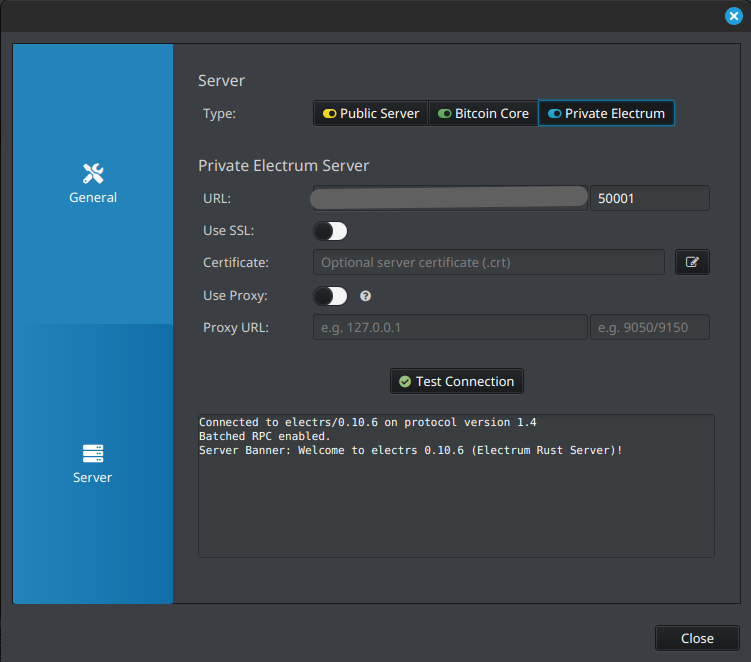 General
Server
Server
Type:
Public Server
Bitcoin Core
Private Electrum
Private Electrum Server
URL:
50001
Use SSL:
Certificate:
Optional server certificate (.crt)
Use Proxy:
Proxy URL:
e.g. 127.0.0.1
e.g. 9050/9150
Test Connection
Connected to electrs/0.10.6 on protocol version 1.4
Batched RPC enabled.
Server Banner: Welcome to electrs 0.10.6 (Electrum Rust Server)!
Close